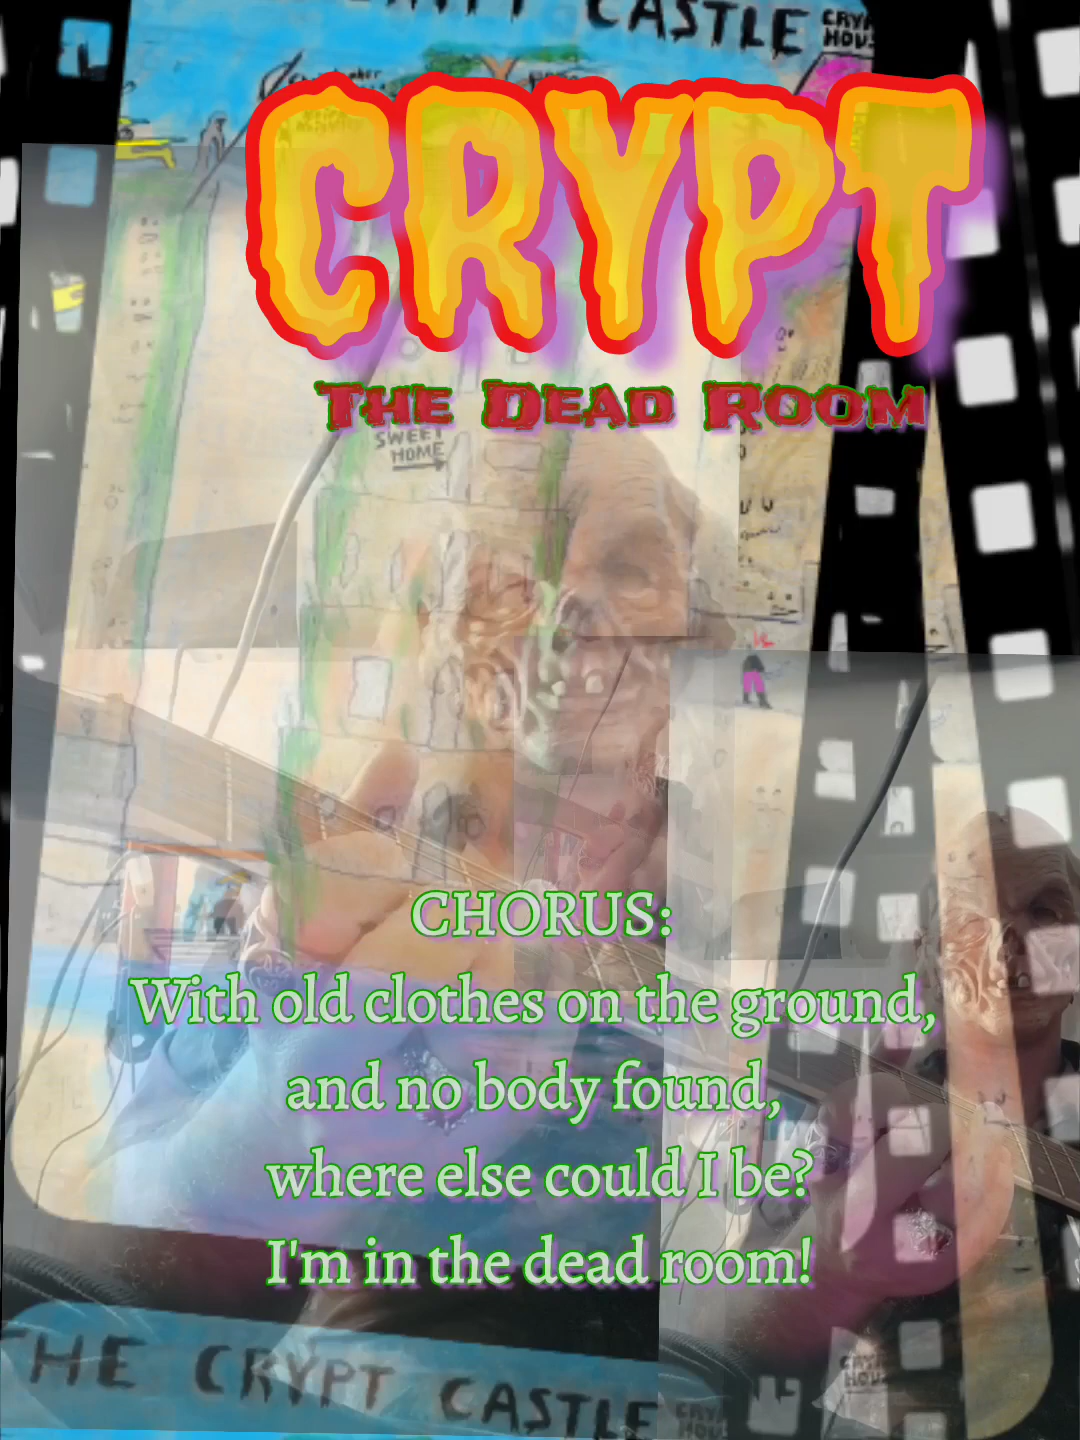 CASTLE
CRYPT
THE DEAD ROOM
SWEET
HOME
CHORUS:
With old clothes on the ground,
and no body found,
where else could I be?
I'm in the dead room!
THE CRYPT CASTLE